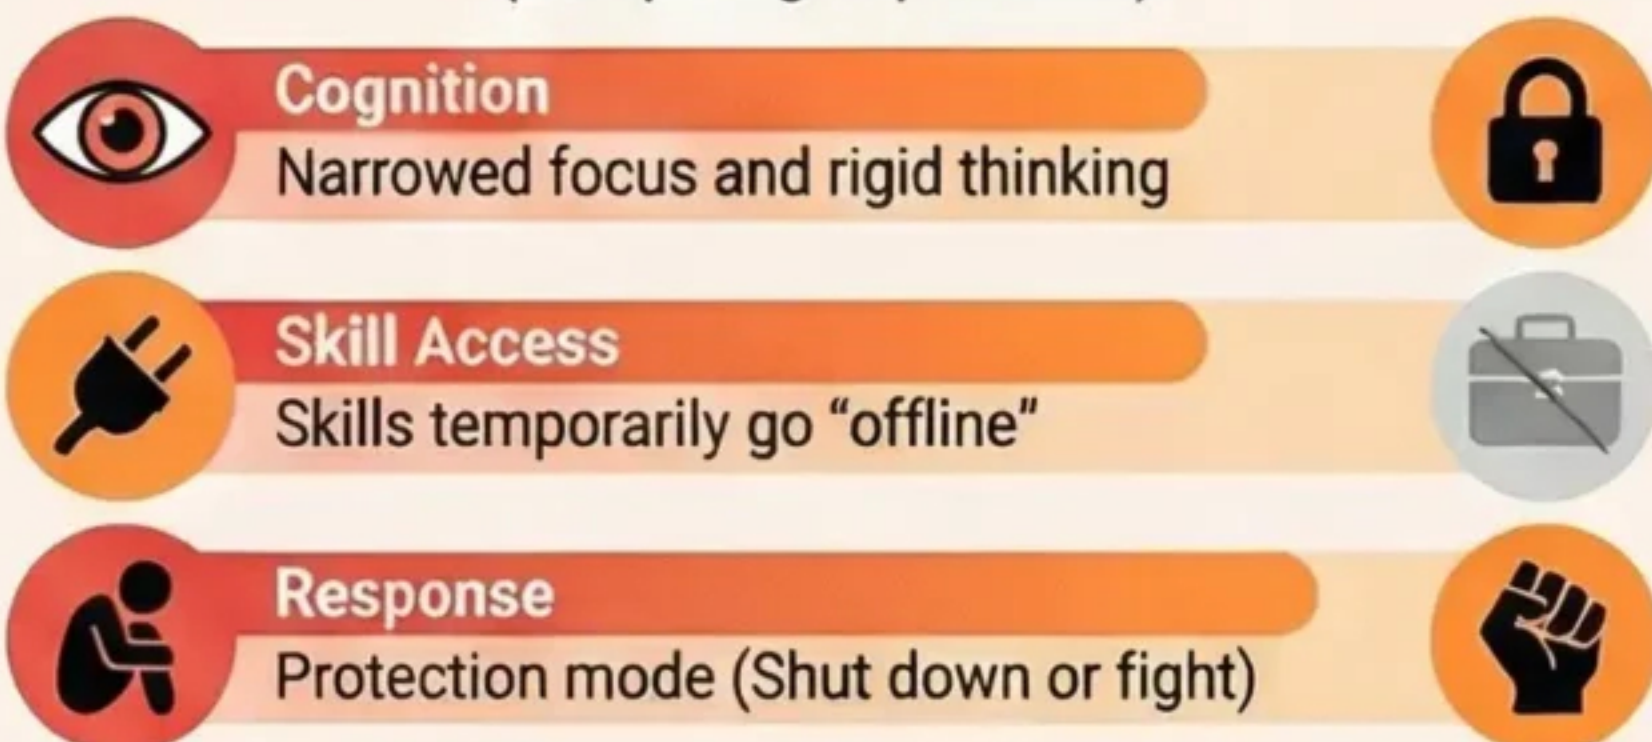 Cognition
Narrowed focus and rigid thinking
Skill Access
Skills temporarily go “offline”
Response
Protection mode (Shut down or fight)